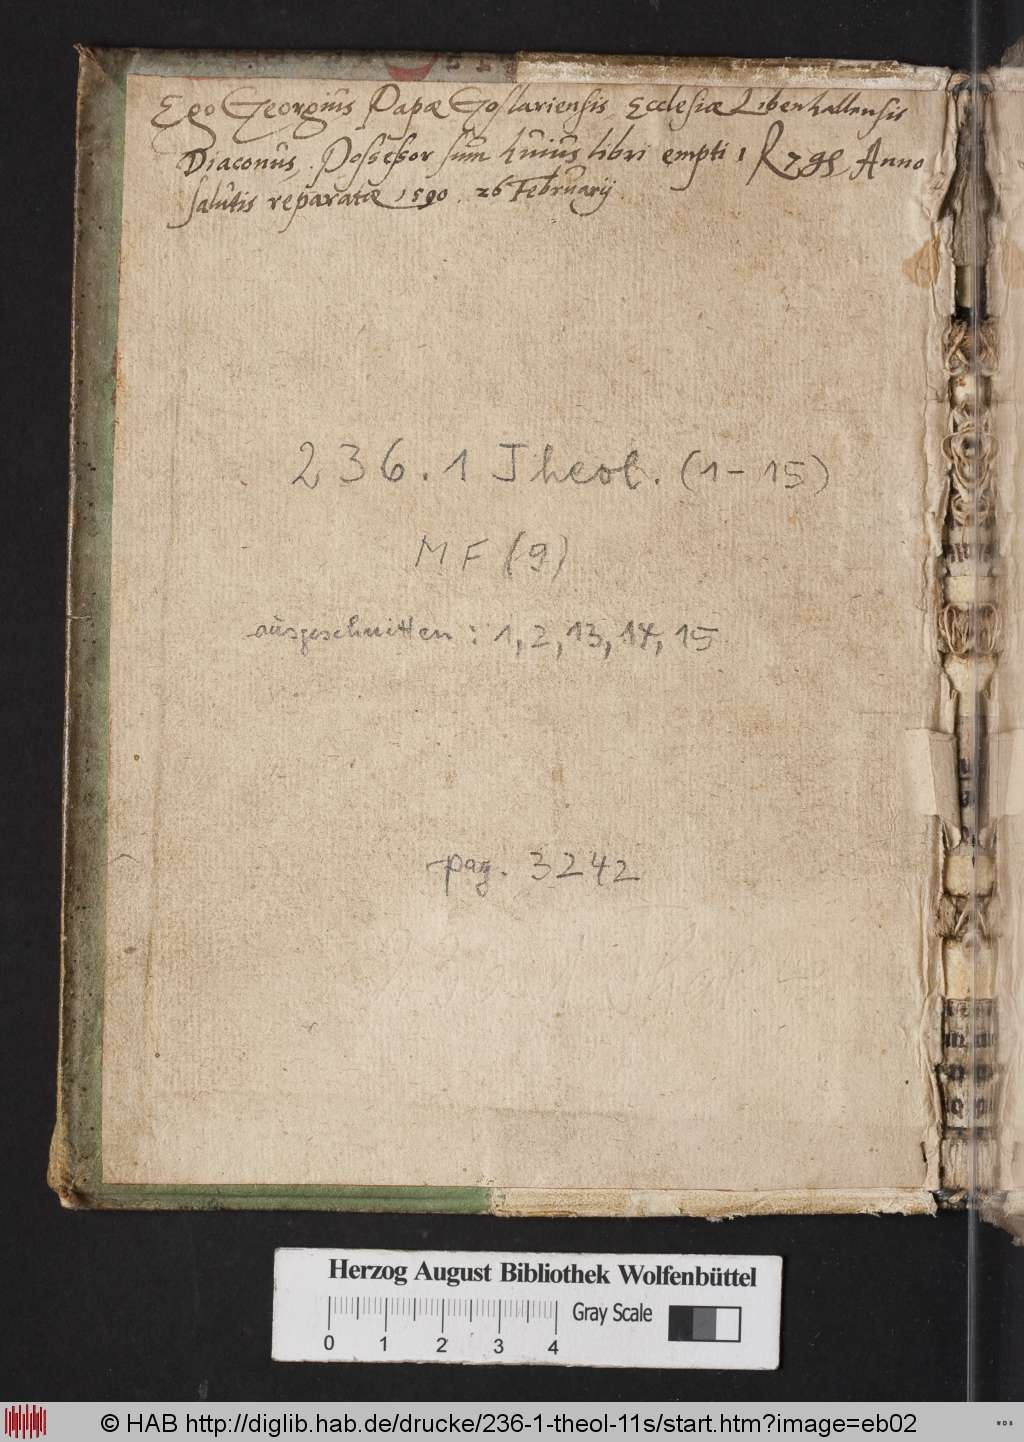 Ego Georgius Papæ Goslariensis Ecclesiæ Libenhallensis
Diaconus, Possessor sum huius libri empti 1 Anno
salutis reparatæ 1590. 26 Februarij
236.1 Theol. (1-15)
MF (9)
ausgeschnitten: 1, 2, 13, 14, 15
pag. 3242
Herzog August Bibliothek Wolfenbüttel
Gray Scale
0 1 2 3 4
© HAB http://diglib.hab.de/drucke/236-1-theol-11s/start.htm?image=eb02